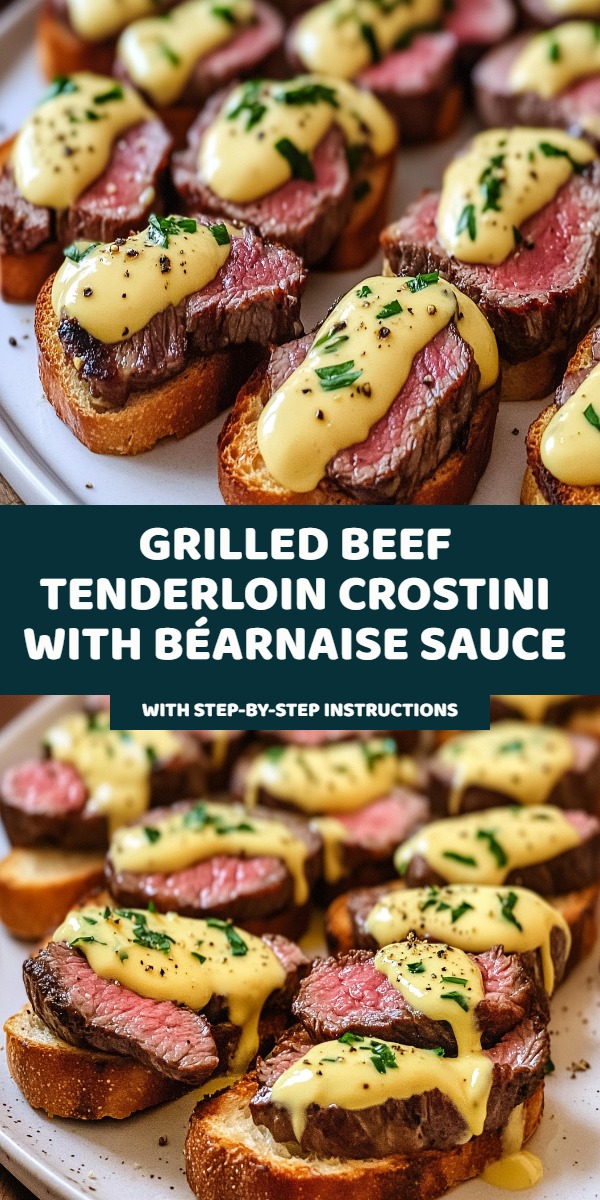 GRILLED BEEF
TENDERLOIN CROSTINI
WITH BÉARNAISE SAUCE
WITH STEP-BY-STEP INSTRUCTIONS